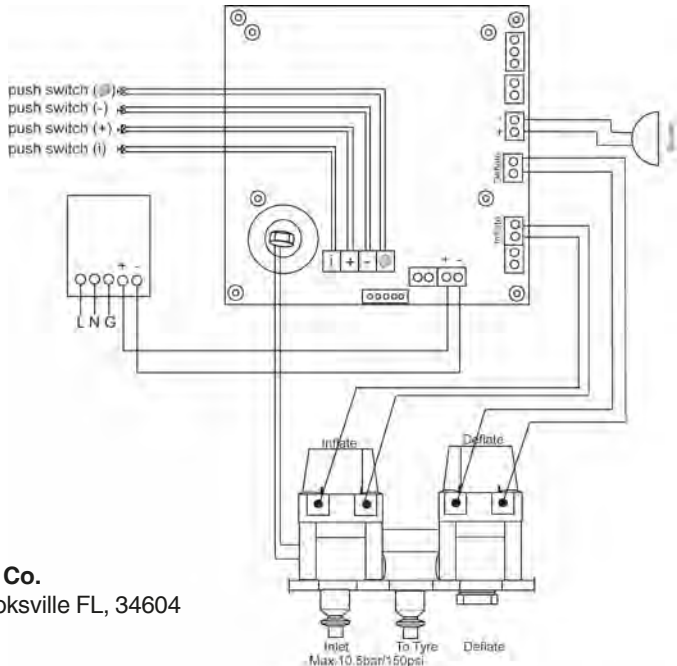 push switch
push switch (-)
push switch (+)
push switch (i)
- +
Deflate
Inflate
i + -
+ -
+ -
L N G
Inflate
Deflate
Co.
oksville FL, 34604
Inlet
To Tyre
Deflate
Max 10.5bar/150psi